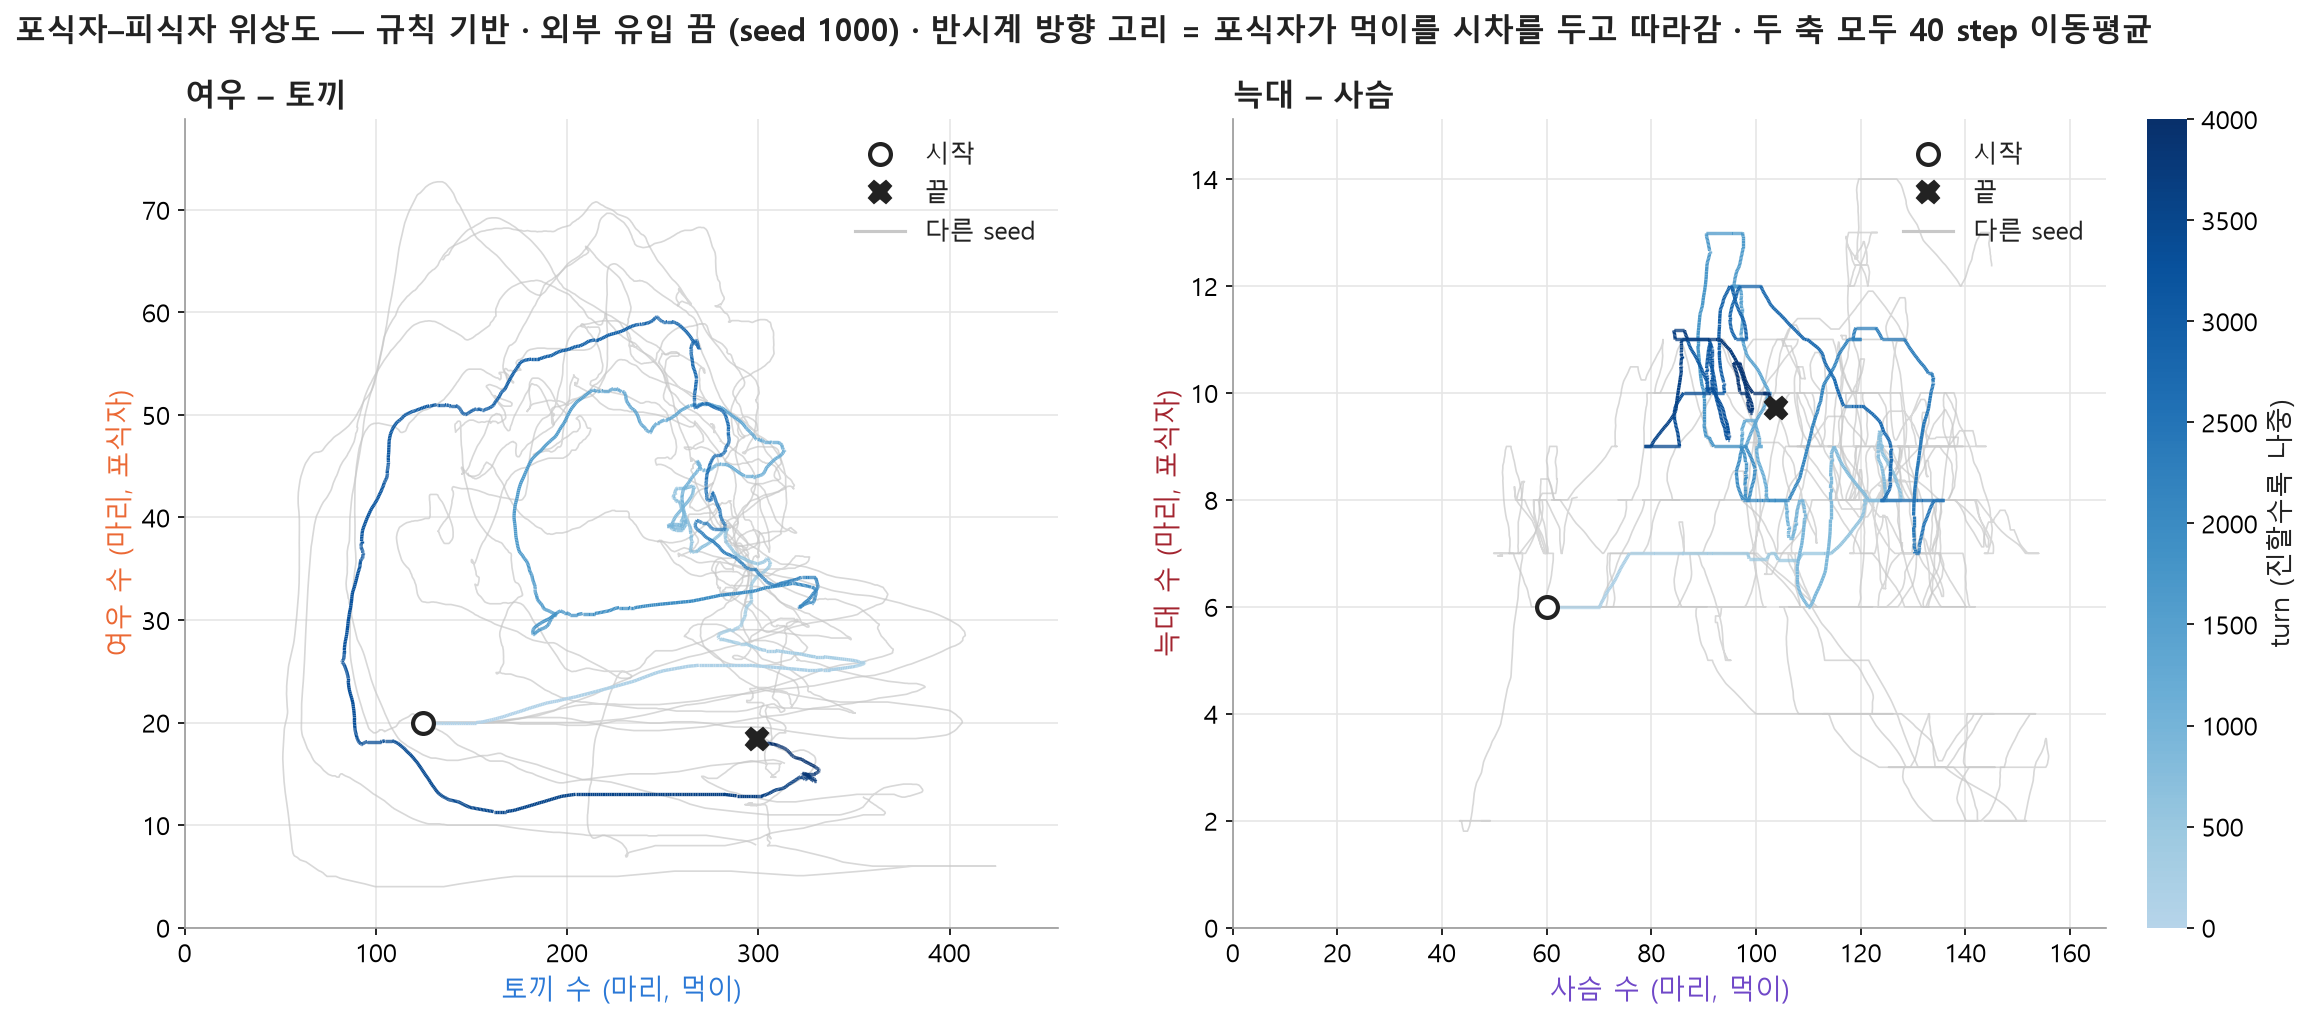 포식자–피식자 위상도 — 규칙 기반 · 외부 유입 끔 (seed 1000) · 반시계 방향 고리 = 포식자가 먹이를 시차를 두고 따라감 · 두 축 모두 40 step 이동평균
여우 – 토끼
시작
끝
다른 seed
70
60
50
40
30
20
10
0
여우 수 (마리, 포식자)
0 100 200 300 400
토끼 수 (마리, 먹이)
늑대 – 사슴
시작
끝
다른 seed
14
12
10
8
6
4
2
0
늑대 수 (마리, 포식자)
0 20 40 60 80 100 120 140 160
사슴 수 (마리, 먹이)
4000
3500
3000
2500
2000
1500
1000
500
0
turn (진할수록 나중)